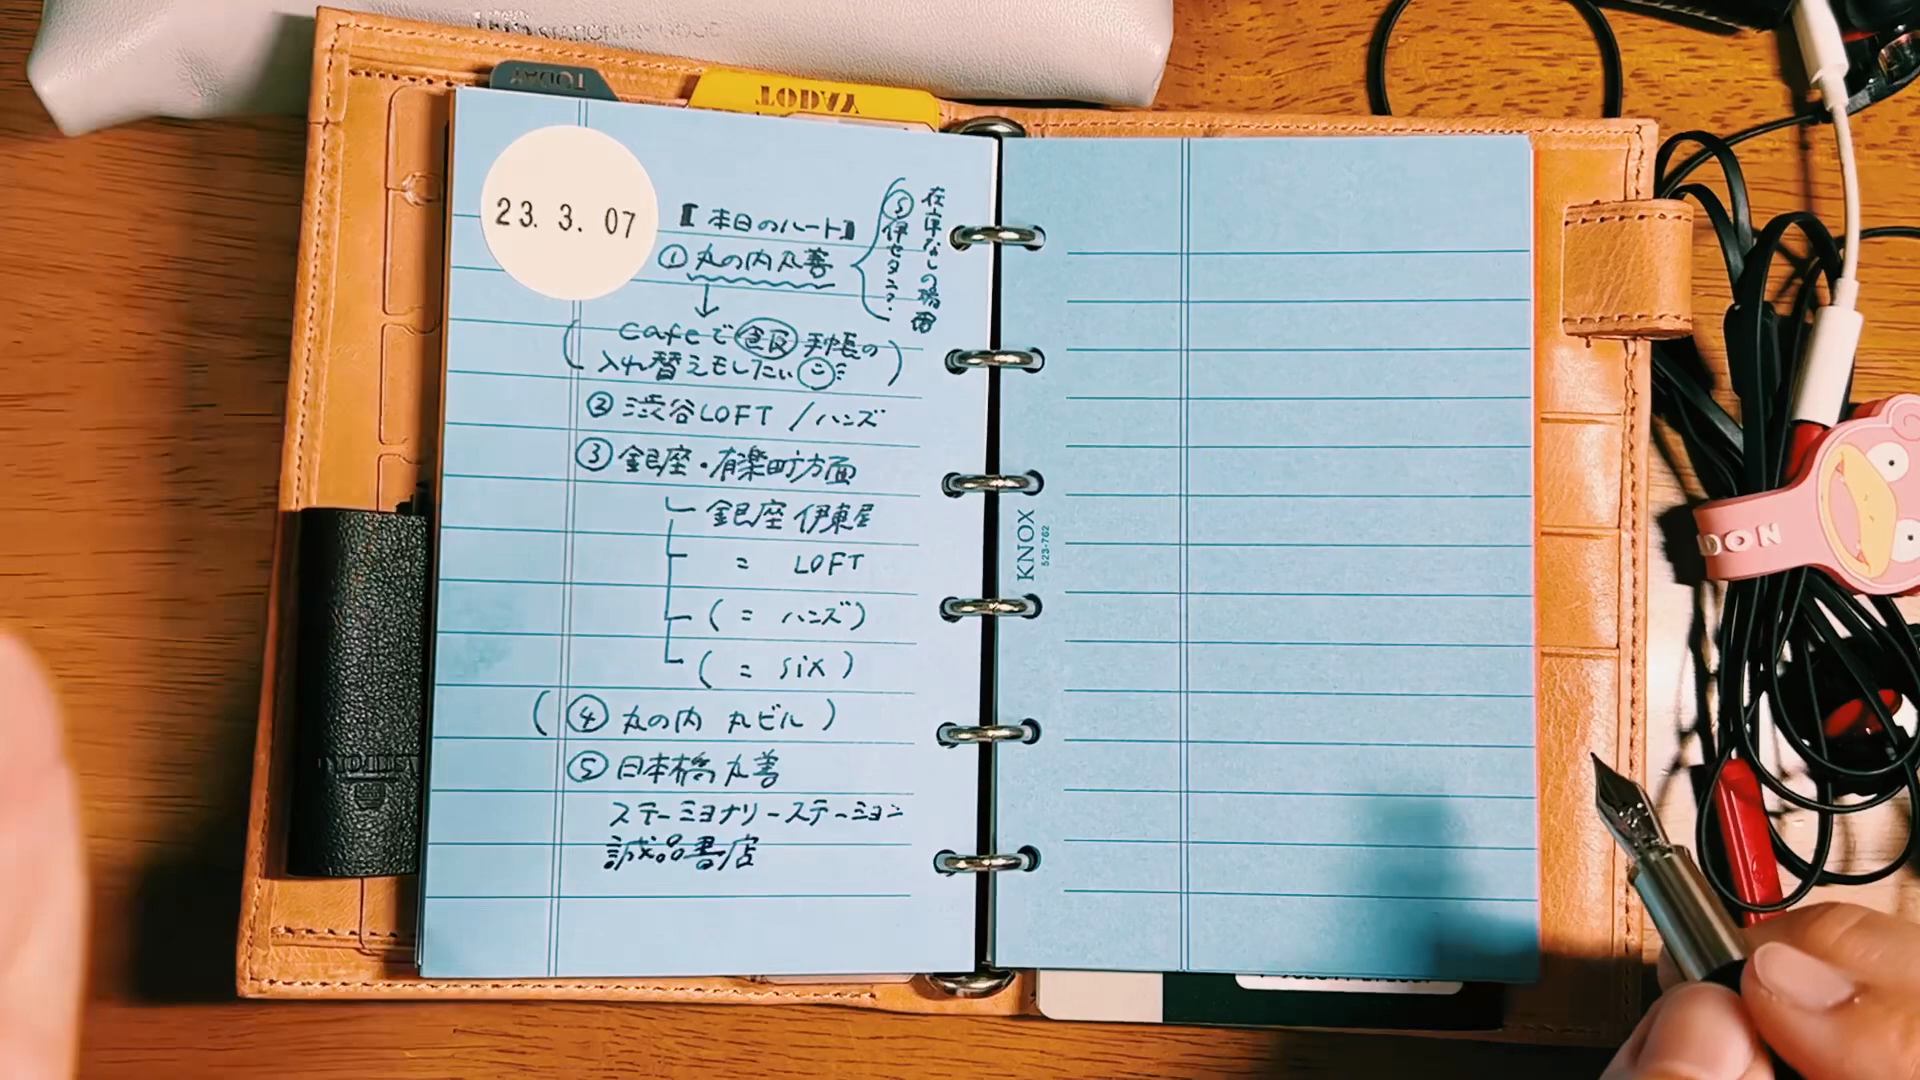 TODAY
TODAY
23. 3. 07
【本日のルート】
① 丸の内丸善
在庫なしの場合
⑤伊セタン?
(cafeで食事 手帳の
入れ替えもしたい)
② 渋谷LOFT / ハンズ
③ 銀座・有楽町方面
銀座 伊東屋
〃 LOFT
(〃 ハンズ)
(〃 six)
(④ 丸の内 丸ビル)
⑤ 日本橋 丸善
ステーショナリーステーション
誠品書店
KNOX
523-762
DON